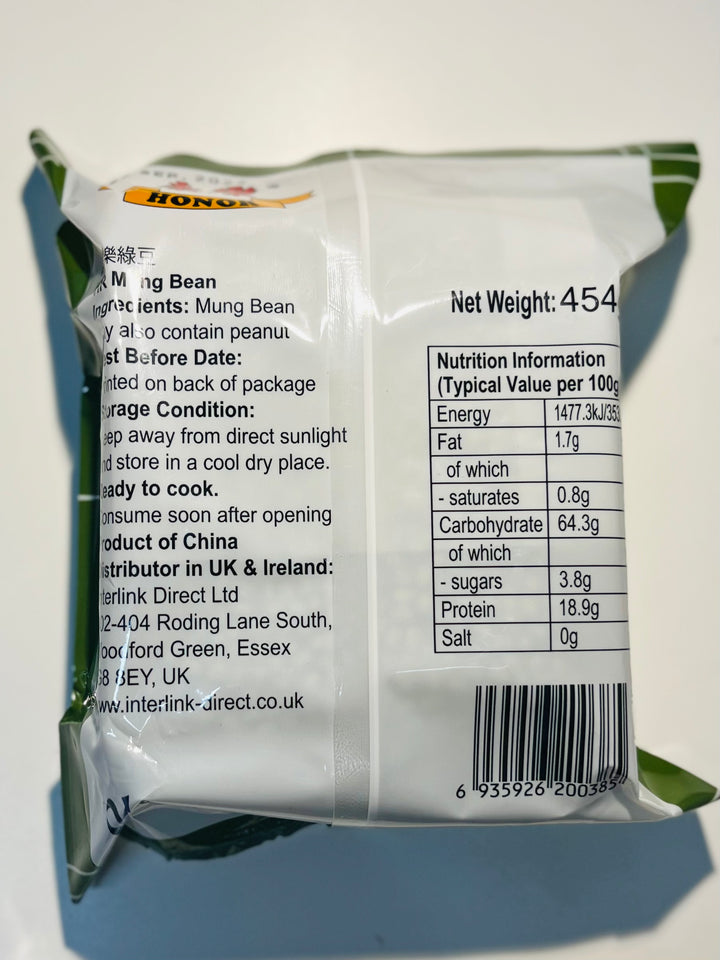 SEP. 202
HONOR
樂綠豆
HR Mung Bean
Ingredients: Mung Bean
y also contain peanut
st Before Date:
inted on back of package
torage Condition:
eep away from direct sunlight
nd store in a cool dry place.
eady to cook.
onsume soon after opening
roduct of China
istributor in UK & Ireland:
terlink Direct Ltd
02-404 Roding Lane South,
oodford Green, Essex
G8 8EY, UK
www.interlink-direct.co.uk
Net Weight: 454
Nutrition Information
(Typical Value per 100g
Energy 1477.3kJ/353
Fat 1.7g
of which
- saturates 0.8g
Carbohydrate 64.3g
of which
- sugars 3.8g
Protein 18.9g
Salt 0g
6 935926 200385